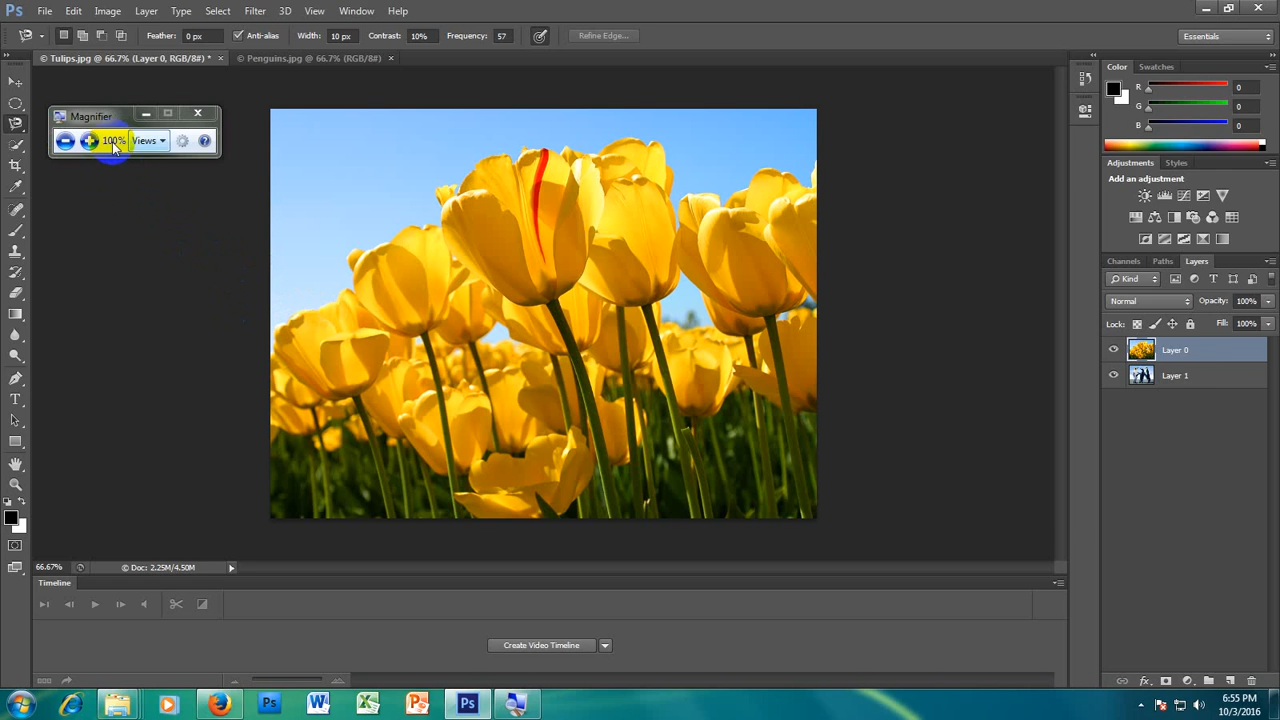 Ps File Edit Image Layer Type Select Filter 3D View Window Help
Feather: 0 px Anti-alias Width: 10 px Contrast: 10% Frequency: 57 Refine Edge... Essentials
© Tulips.jpg @ 66.7% (Layer 0, RGB/8#) * × © Penguins.jpg @ 66.7% (RGB/8#) ×
Color Swatches
R 0
G 0
B 0
Magnifier
100% Views
Adjustments Styles
Add an adjustment
Channels Paths Layers
Kind
Normal Opacity: 100%
Lock: Fill: 100%
Layer 0
Layer 1
66.67% © Doc: 2.25M/4.50M
Timeline
Create Video Timeline
Ps
Ps
6:55 PM
10/3/2016